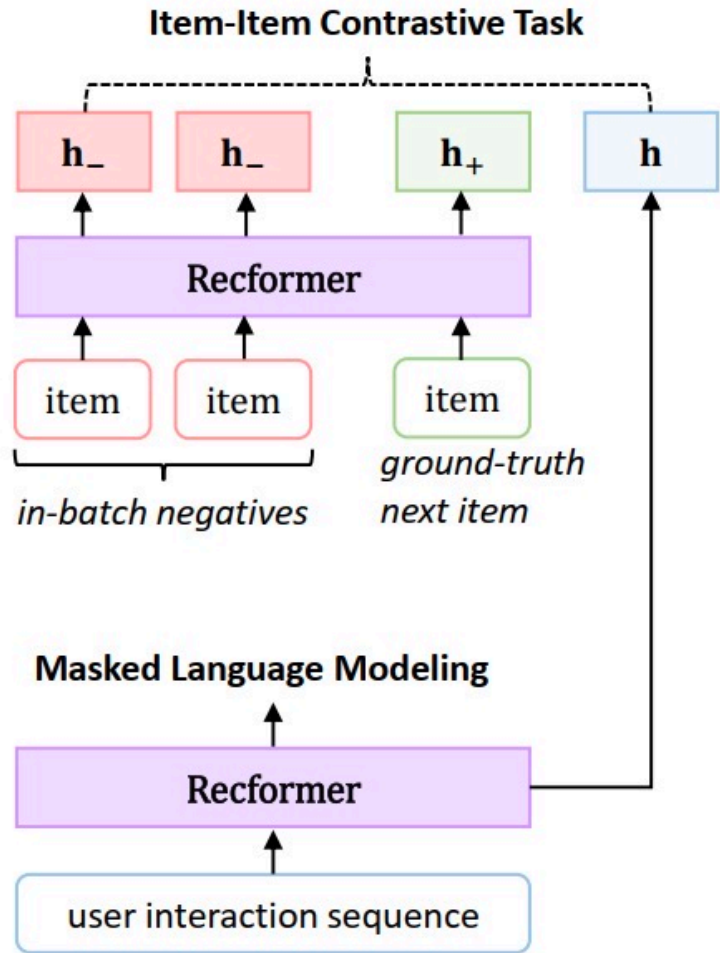 Item-Item Contrastive Task
h₋ h₋ h₊ h
Recformer
item item item
in-batch negatives
ground-truth
next item
Masked Language Modeling
Recformer
user interaction sequence